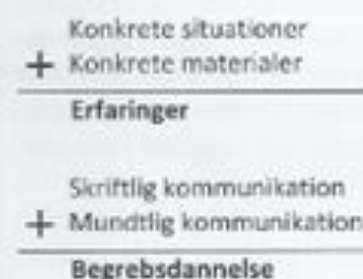 Konkrete situationer
+ Konkrete materialer
Erfaringer
Skriftlig kommunikation
+ Mundtlig kommunikation
Begrebsdannelse